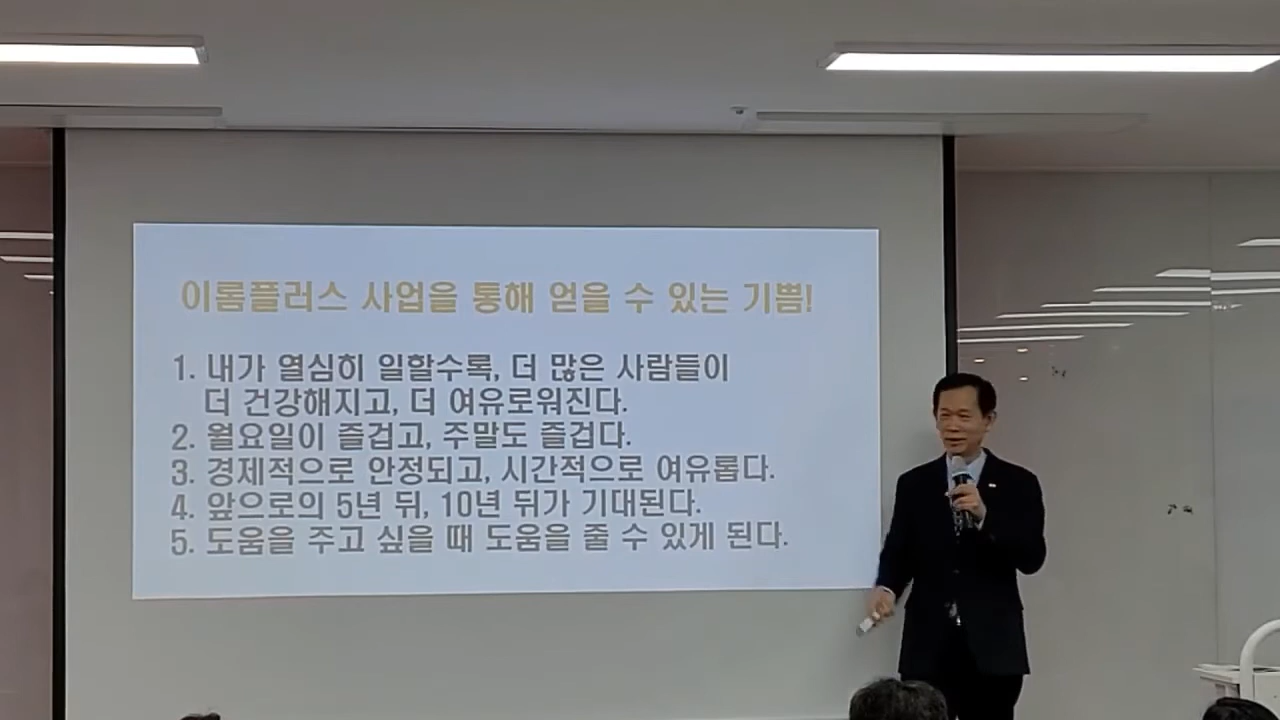 이롬플러스 사업을 통해 얻을 수 있는 기쁨!
1. 내가 열심히 일할수록, 더 많은 사람들이
더 건강해지고, 더 여유로워진다.
2. 월요일이 즐겁고, 주말도 즐겁다.
3. 경제적으로 안정되고, 시간적으로 여유롭다.
4. 앞으로의 5년 뒤, 10년 뒤가 기대된다.
5. 도움을 주고 싶을 때 도움을 줄 수 있게 된다.